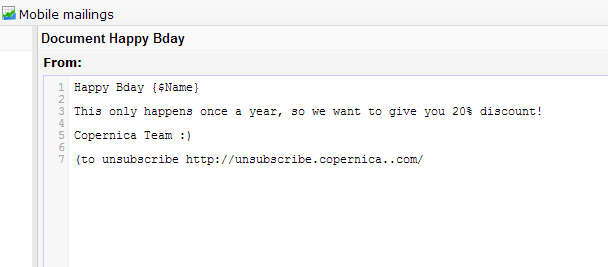 Mobile mailings
Document Happy Bday
From:
1 Happy Bday {$Name}
2
3 This only happens once a year, so we want to give you 20% discount!
4
5 Copernica Team :)
6
7 (to unsubscribe http://unsubscribe.copernica..com/